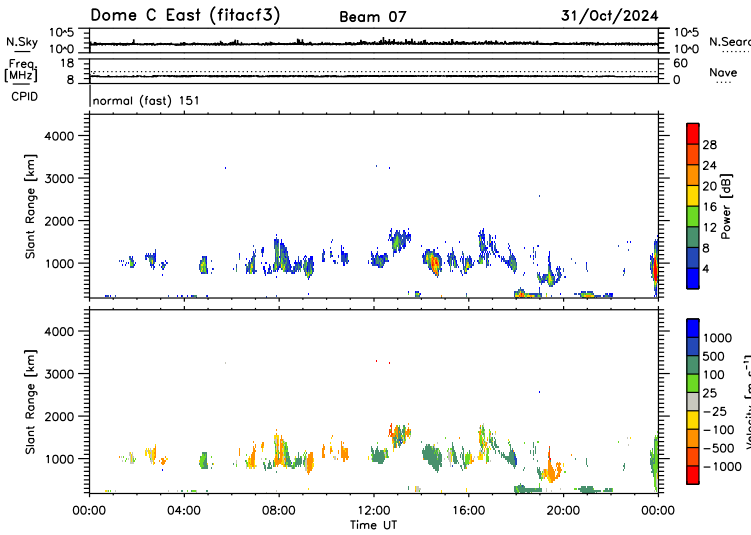 Dome C East (fitacf3) Beam 07 31/Oct/2024
N.Sky 10^5 10^0 10^5 10^0 N.Searc
Freq. [MHz] 18 8 60 0 Nave
CPID normal (fast) 151
Slant Range [km] 4000 3000 2000 1000
28 24 20 16 12 8 4 Power [dB]
Slant Range [km] 4000 3000 2000 1000
1000 500 100 25 -25 -100 -500 -1000 Velocity [m s⁻¹]
00:00 04:00 08:00 12:00 16:00 20:00 00:00
Time UT